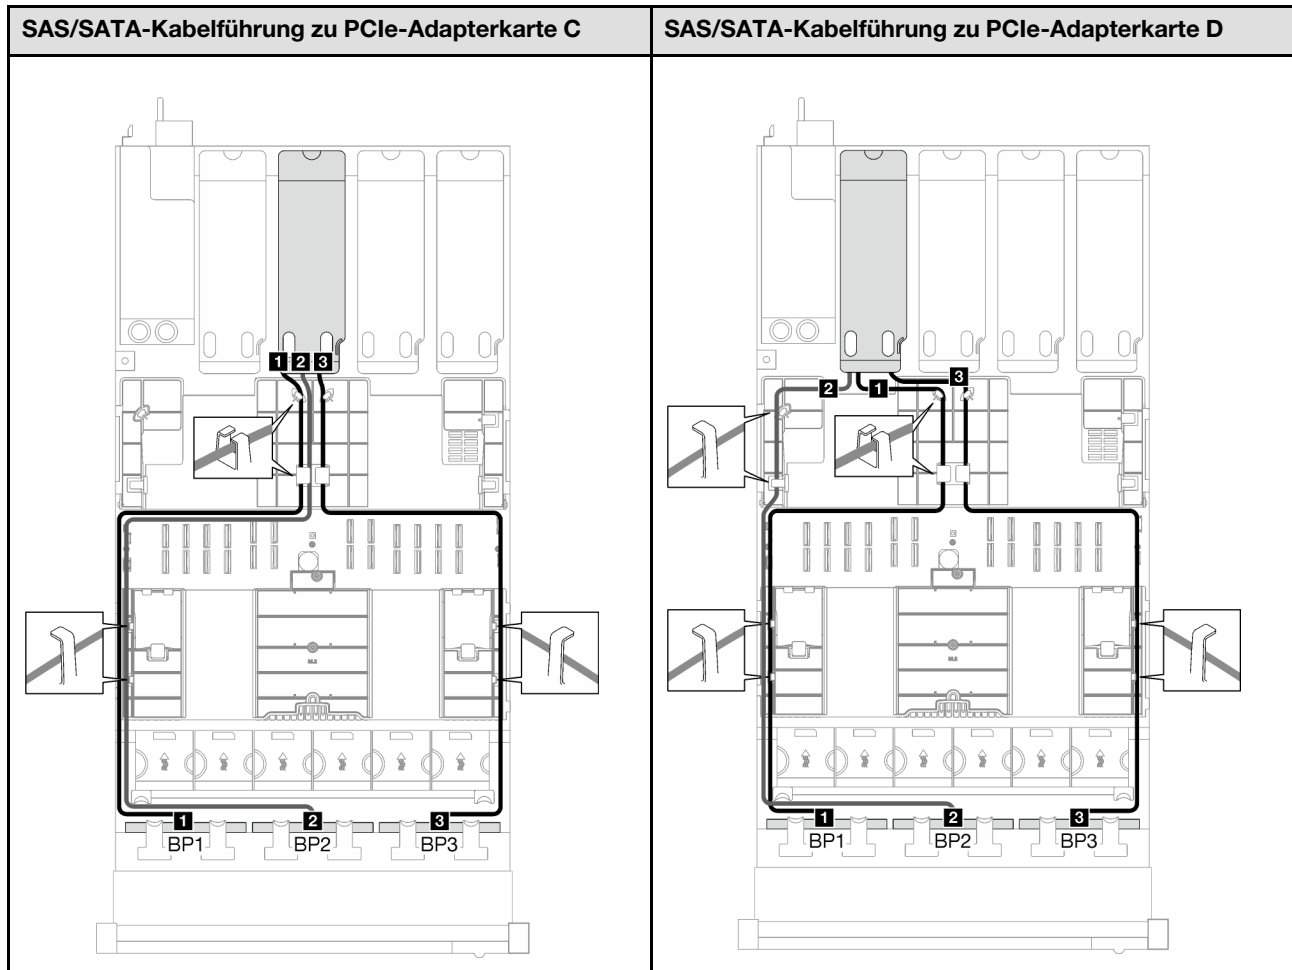 SAS/SATA-Kabelführung zu PCIe-Adapterkarte C
SAS/SATA-Kabelführung zu PCIe-Adapterkarte D
1 2 3
1 2 3
BP1 BP2 BP3
2 1 3
1 2 3
BP1 BP2 BP3